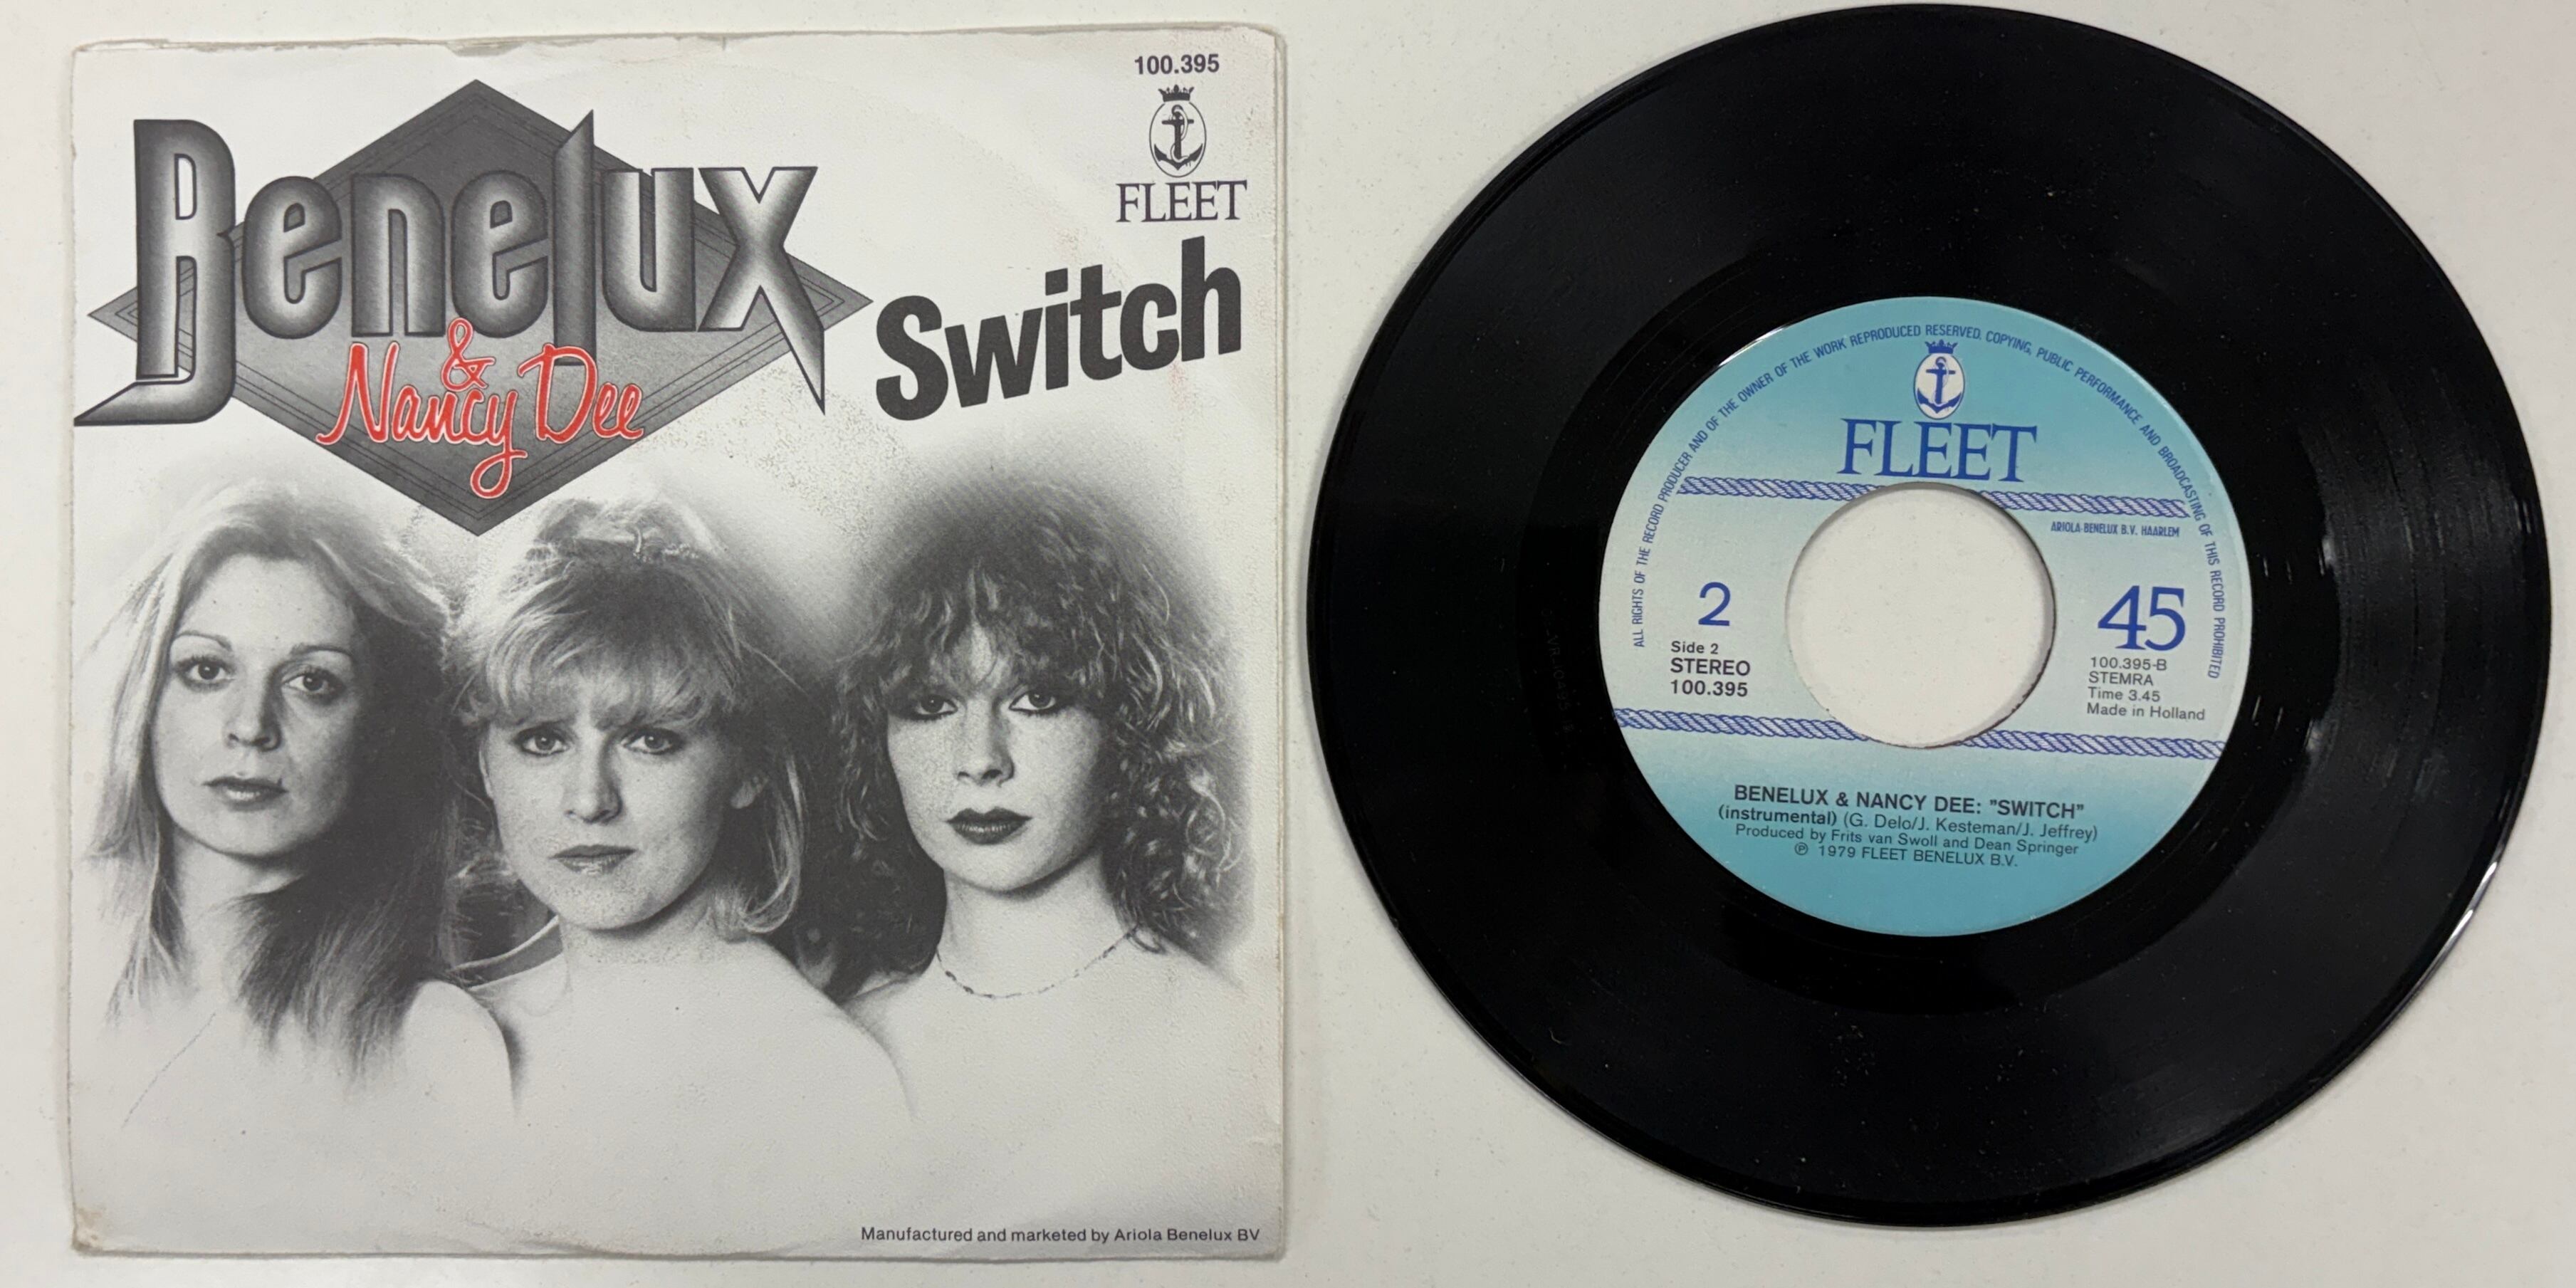 100.395
FLEET
Benelux
& Nancy Dee
Switch
Manufactured and marketed by Ariola Benelux BV
ALL RIGHTS OF THE RECORD PRODUCER AND OF THE OWNER OF THE WORK REPRODUCED RESERVED. COPYING, PUBLIC PERFORMANCE AND BROADCASTING OF THIS RECORD PROHIBITED
FLEET
ARIOLA-BENELUX B.V. HAARLEM
2
Side 2
STEREO
100.395
45
100.395-B
STEMRA
Time 3.45
Made in Holland
BENELUX & NANCY DEE: "SWITCH"
(instrumental) (G. Delo/J. Kesteman/J. Jeffrey)
Produced by Frits van Swoll and Dean Springer
℗ 1979 FLEET BENELUX B.V.